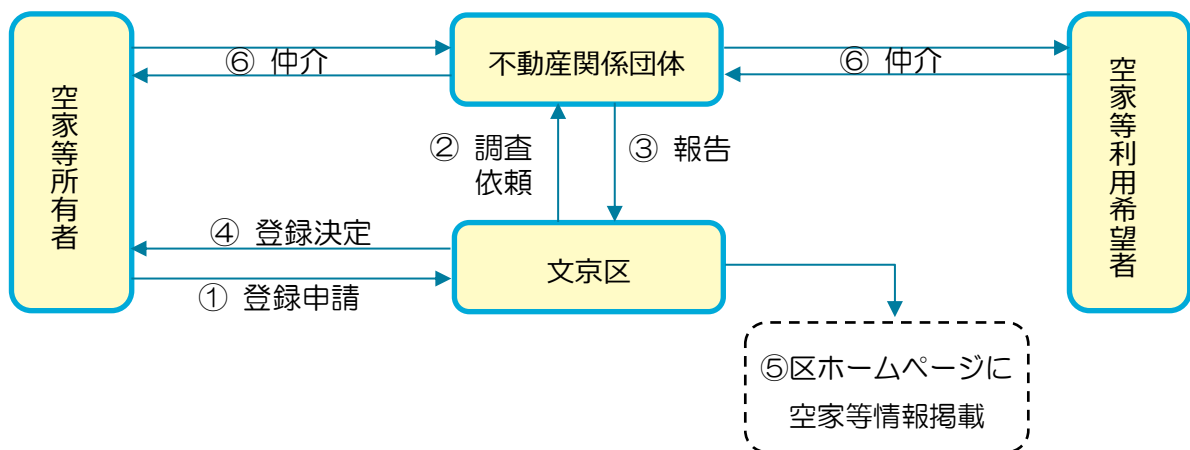 空家等所有者
⑥ 仲介
不動産関係団体
⑥ 仲介
空家等利用希望者
② 調査
依頼
③ 報告
④ 登録決定
① 登録申請
文京区
⑤区ホームページに
空家等情報掲載